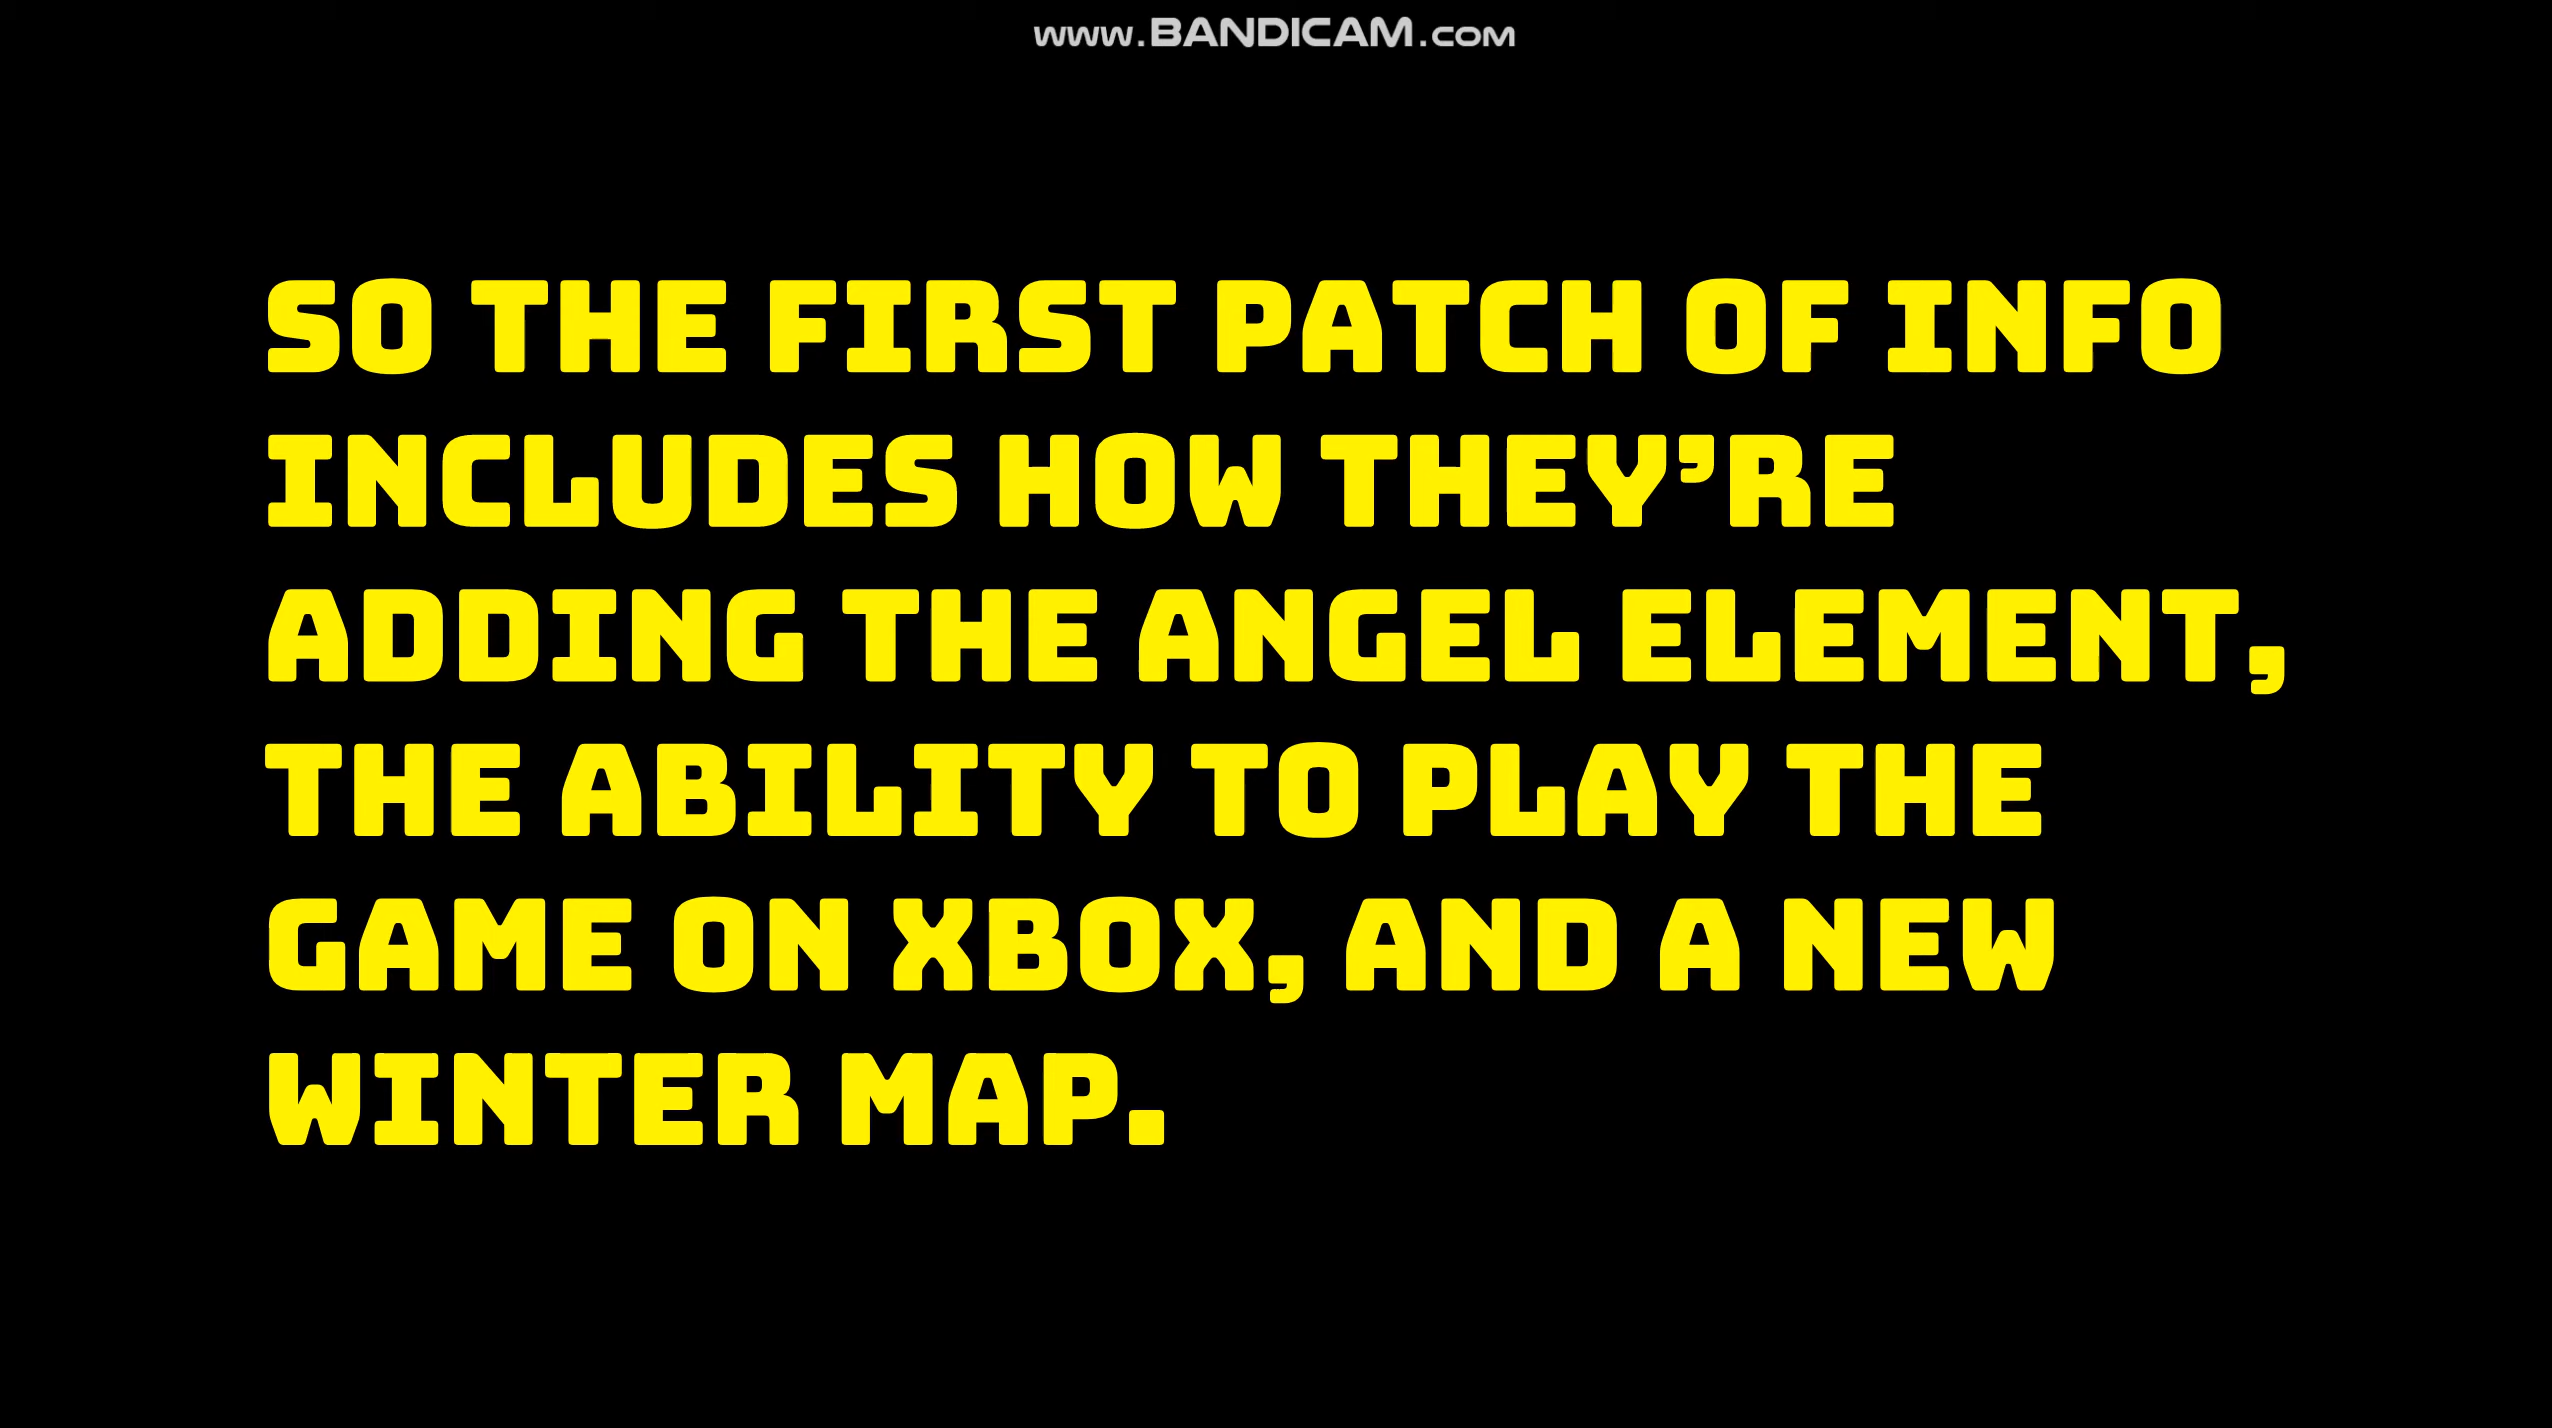 www.BANDICAM.com
SO THE FIRST PATCH OF INFO
INCLUDES HOW THEY’RE
ADDING THE ANGEL ELEMENT,
THE ABILITY TO PLAY THE
GAME ON XBOX, AND A NEW
WINTER MAP.